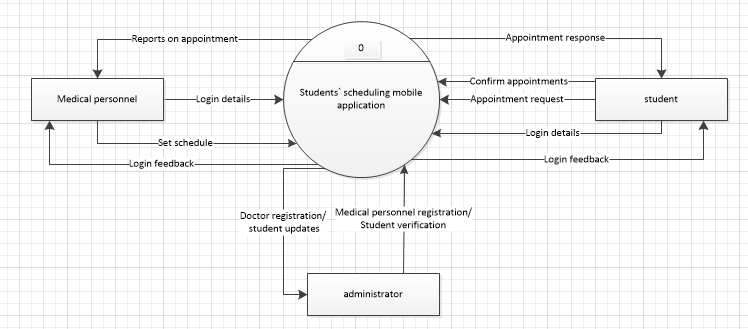 Reports on appointment
Appointment response
0
Confirm appointments
Students` scheduling mobile
application
Medical personnel
Login details
Appointment request
student
Set schedule
Login details
Login feedback
Login feedback
Doctor registration/
student updates
Medical personnel registration/
Student verification
administrator